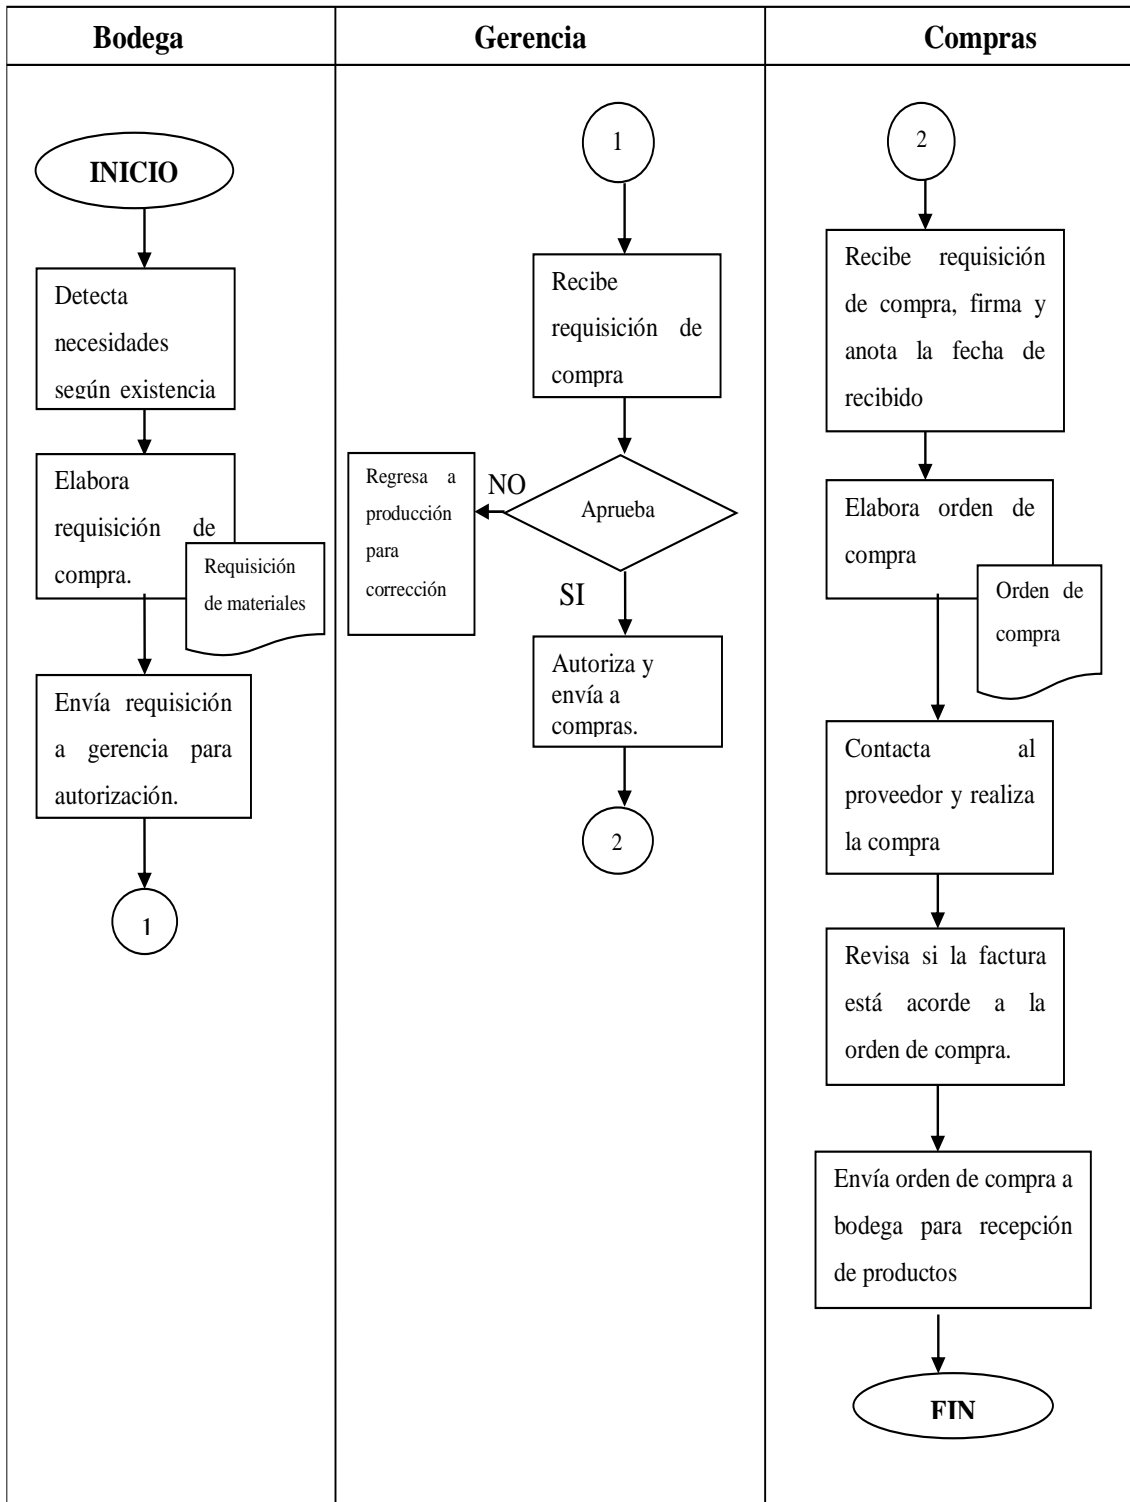 Bodega
Gerencia
Compras
INICIO
Detecta
necesidades
según existencia
Elabora
requisición de
compra.
Requisición
de materiales
Envía requisición
a gerencia para
autorización.
1
1
Recibe
requisición de
compra
Aprueba
NO
Regresa a
producción
para
corrección
SI
Autoriza y
envía a
compras.
2
2
Recibe requisición
de compra, firma y
anota la fecha de
recibido
Elabora orden de
compra
Orden de
compra
Contacta al
proveedor y realiza
la compra
Revisa si la factura
está acorde a la
orden de compra.
Envía orden de compra a
bodega para recepción
de productos
FIN